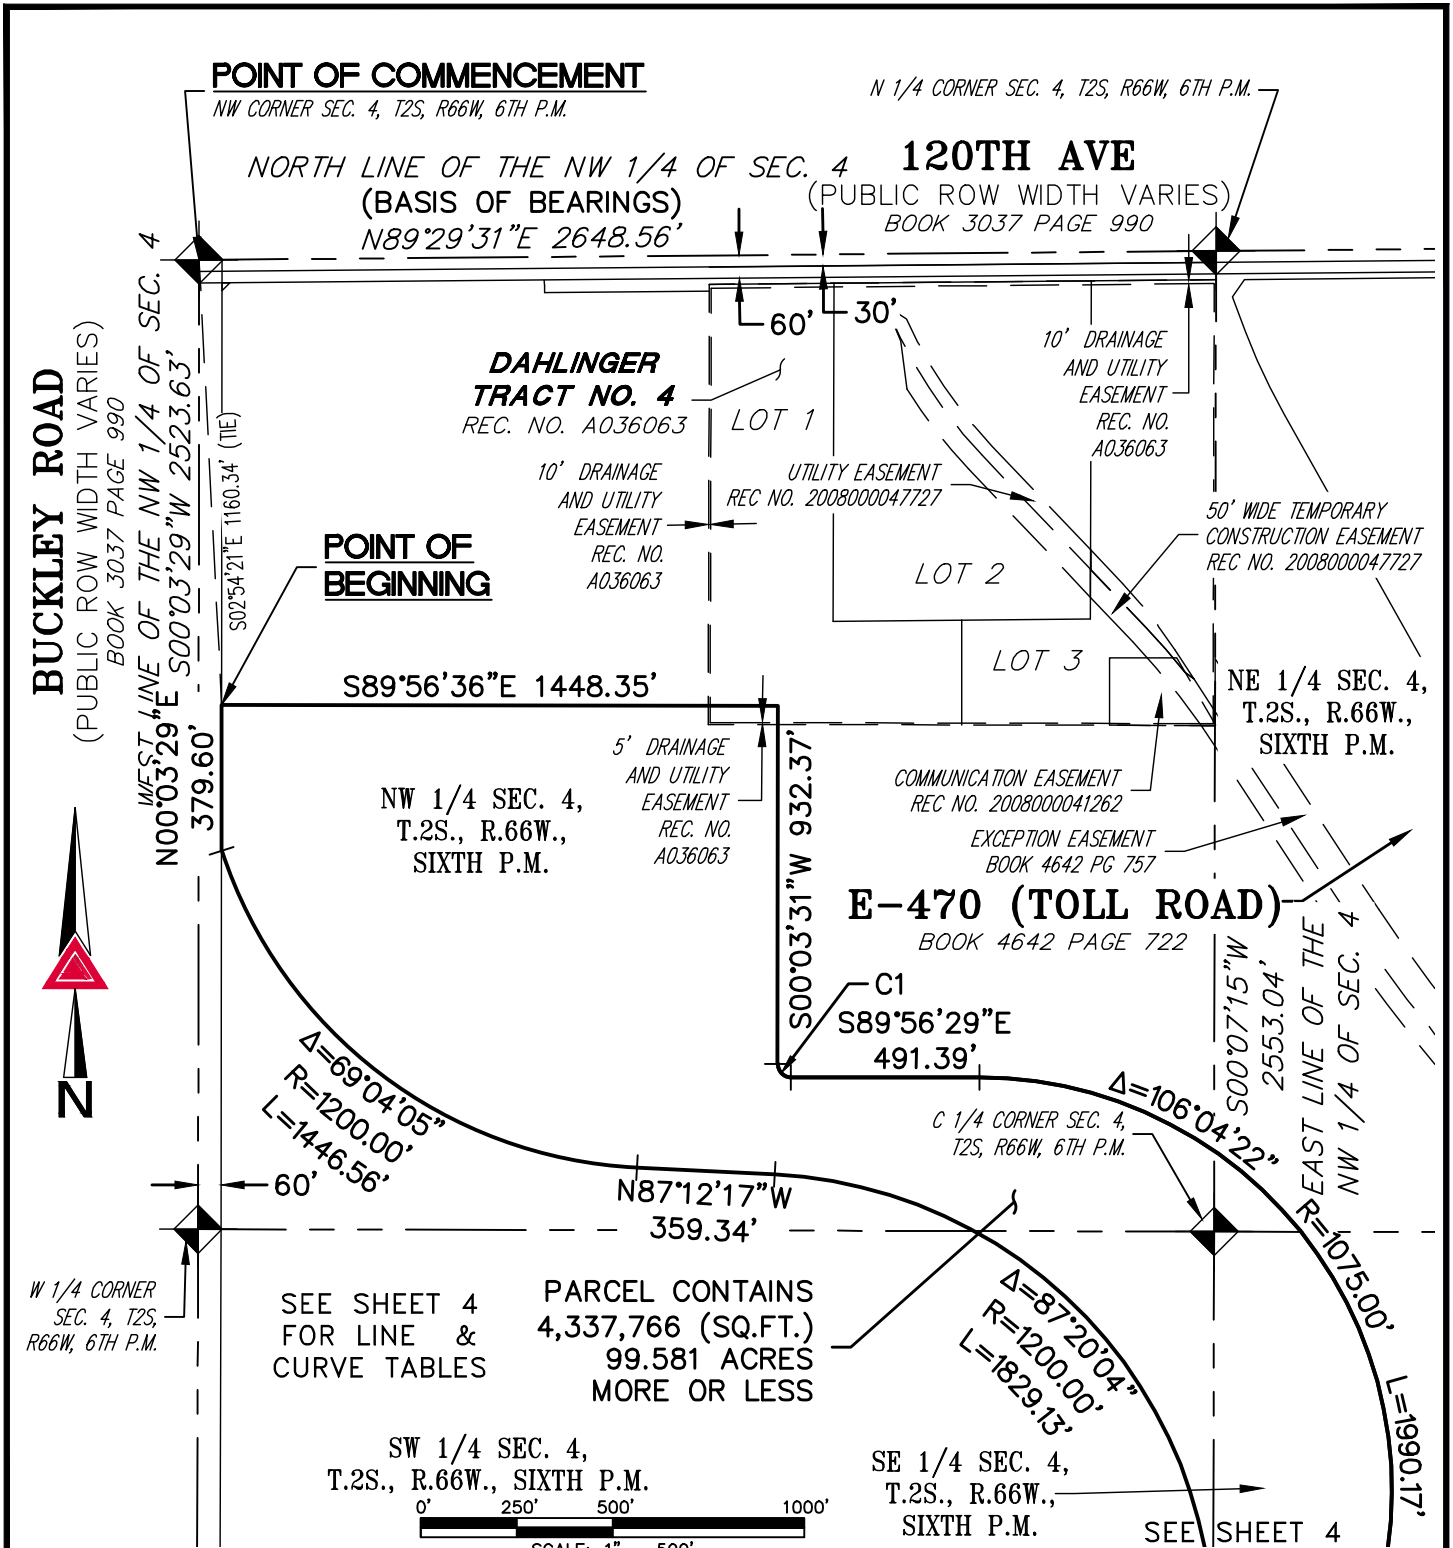 POINT OF COMMENCEMENT
NW CORNER SEC. 4, T2S, R66W, 6TH P.M.
N 1/4 CORNER SEC. 4, T2S, R66W, 6TH P.M.
NORTH LINE OF THE NW 1/4 OF SEC. 4
(BASIS OF BEARINGS)
N89°29'31"E 2648.56'
120TH AVE
(PUBLIC ROW WIDTH VARIES)
BOOK 3037 PAGE 990
BUCKLEY ROAD
(PUBLIC ROW WIDTH VARIES)
BOOK 3037 PAGE 990
WEST LINE OF THE NW 1/4 OF SEC. 4
S00°03'29"W 2523.63'
S02°54'21"E 1160.34' (TIE)
60'
30'
DAHLINGER
TRACT NO. 4
REC. NO. A036063
LOT 1
10' DRAINAGE
AND UTILITY
EASEMENT
REC. NO.
A036063
10' DRAINAGE
AND UTILITY
EASEMENT
REC. NO.
A036063
UTILITY EASEMENT
REC NO. 2008000047727
50' WIDE TEMPORARY
CONSTRUCTION EASEMENT
REC NO. 2008000047727
POINT OF
BEGINNING
LOT 2
LOT 3
S89°56'36"E 1448.35'
N00°03'29"E
379.60'
NE 1/4 SEC. 4,
T.2S., R.66W.,
SIXTH P.M.
5' DRAINAGE
AND UTILITY
EASEMENT
REC. NO.
A036063
NW 1/4 SEC. 4,
T.2S., R.66W.,
SIXTH P.M.
S00°03'31"W 932.37'
COMMUNICATION EASEMENT
REC NO. 2008000041262
EXCEPTION EASEMENT
BOOK 4642 PG 757
E-470 (TOLL ROAD)
BOOK 4642 PAGE 722
S00°07'15"W
2553.04'
EAST LINE OF THE
NW 1/4 OF SEC. 4
C1
S89°56'29"E
491.39'
N
Δ=69°04'05"
R=1200.00'
L=1446.56'
Δ=106°04'22"
R=1075.00'
L=1990.17'
C 1/4 CORNER SEC. 4,
T2S, R66W, 6TH P.M.
60'
N87°12'17"W
359.34'
W 1/4 CORNER
SEC. 4, T2S,
R66W, 6TH P.M.
SEE SHEET 4
FOR LINE &
CURVE TABLES
PARCEL CONTAINS
4,337,766 (SQ.FT.)
99.581 ACRES
MORE OR LESS
Δ=87°20'04"
R=1200.00'
L=1829.13'
SW 1/4 SEC. 4,
T.2S., R.66W., SIXTH P.M.
SE 1/4 SEC. 4,
T.2S., R.66W.,
SIXTH P.M.
0' 250' 500' 1000'
SCALE: 1" = 500'
SEE SHEET 4